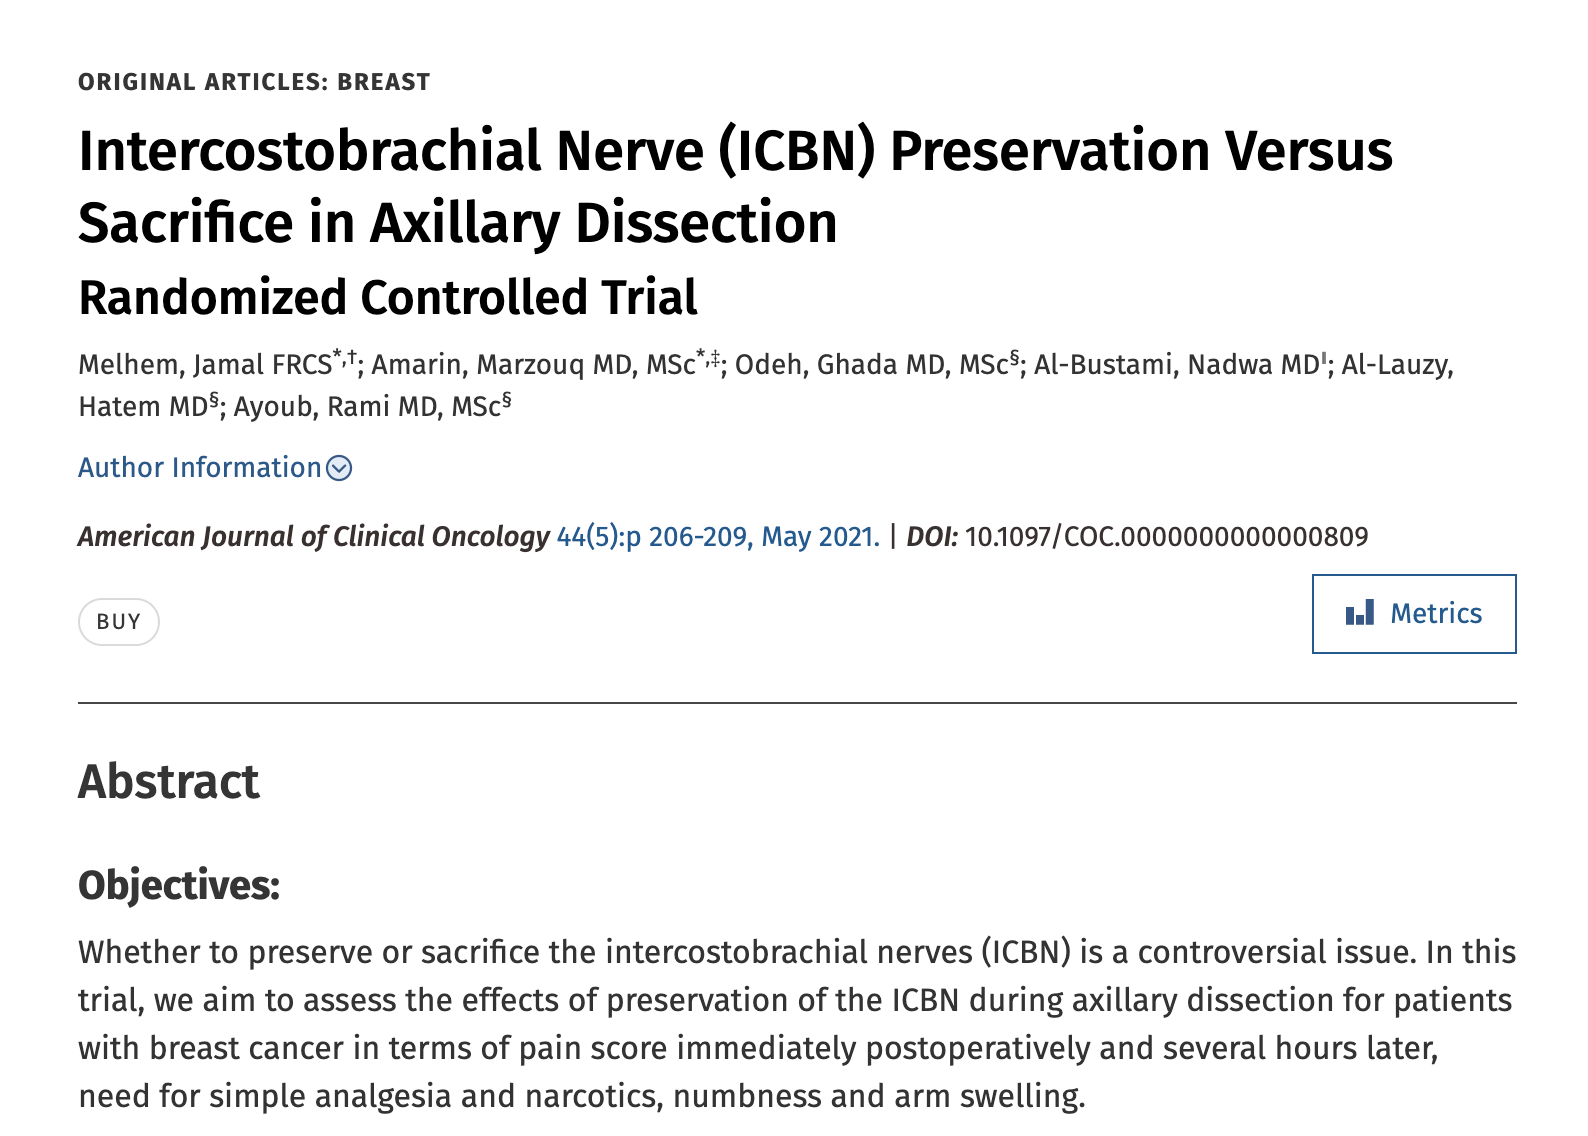 ORIGINAL ARTICLES: BREAST
Intercostobrachial Nerve (ICBN) Preservation Versus
Sacrifice in Axillary Dissection
Randomized Controlled Trial
Melhem, Jamal FRCS*,†; Amarin, Marzouq MD, MSc*,‡; Odeh, Ghada MD, MSc§; Al-Bustami, Nadwa MD∥; Al-Lauzy,
Hatem MD§; Ayoub, Rami MD, MSc§
Author Information
American Journal of Clinical Oncology 44(5):p 206-209, May 2021. | DOI: 10.1097/COC.0000000000000809
BUY
Metrics
Abstract
Objectives:
Whether to preserve or sacrifice the intercostobrachial nerves (ICBN) is a controversial issue. In this
trial, we aim to assess the effects of preservation of the ICBN during axillary dissection for patients
with breast cancer in terms of pain score immediately postoperatively and several hours later,
need for simple analgesia and narcotics, numbness and arm swelling.